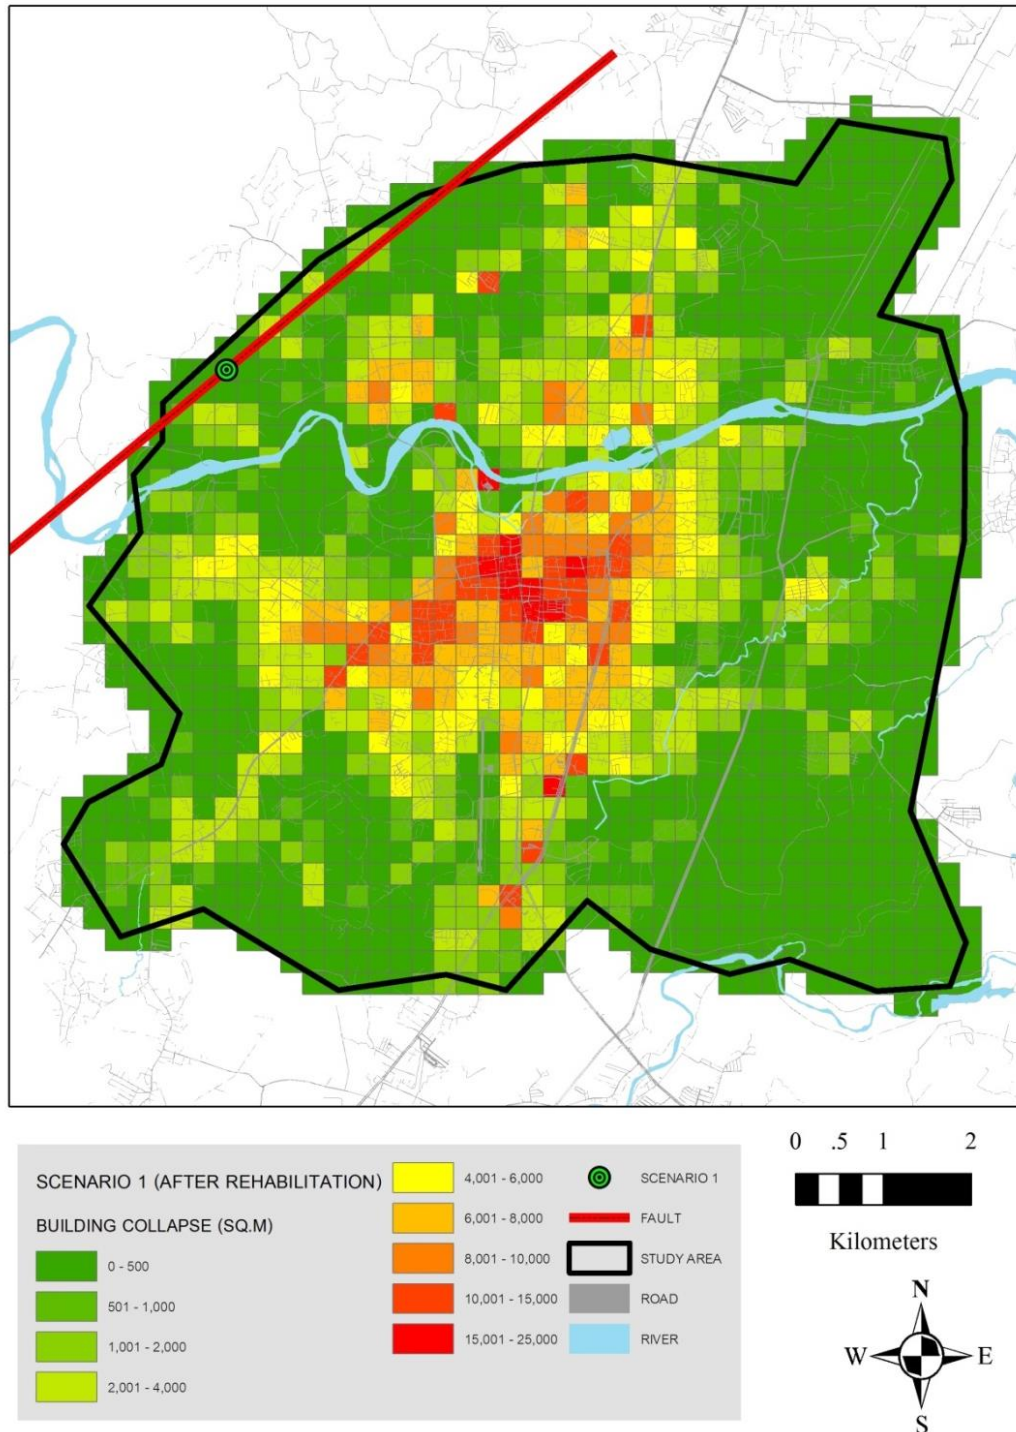 SCENARIO 1 (AFTER REHABILITATION)
BUILDING COLLAPSE (SQ.M)
0 - 500
501 - 1,000
1,001 - 2,000
2,001 - 4,000
4,001 - 6,000
6,001 - 8,000
8,001 - 10,000
10,001 - 15,000
15,001 - 25,000
SCENARIO 1
FAULT
STUDY AREA
ROAD
RIVER
0 .5 1 2
Kilometers
N
W E
S